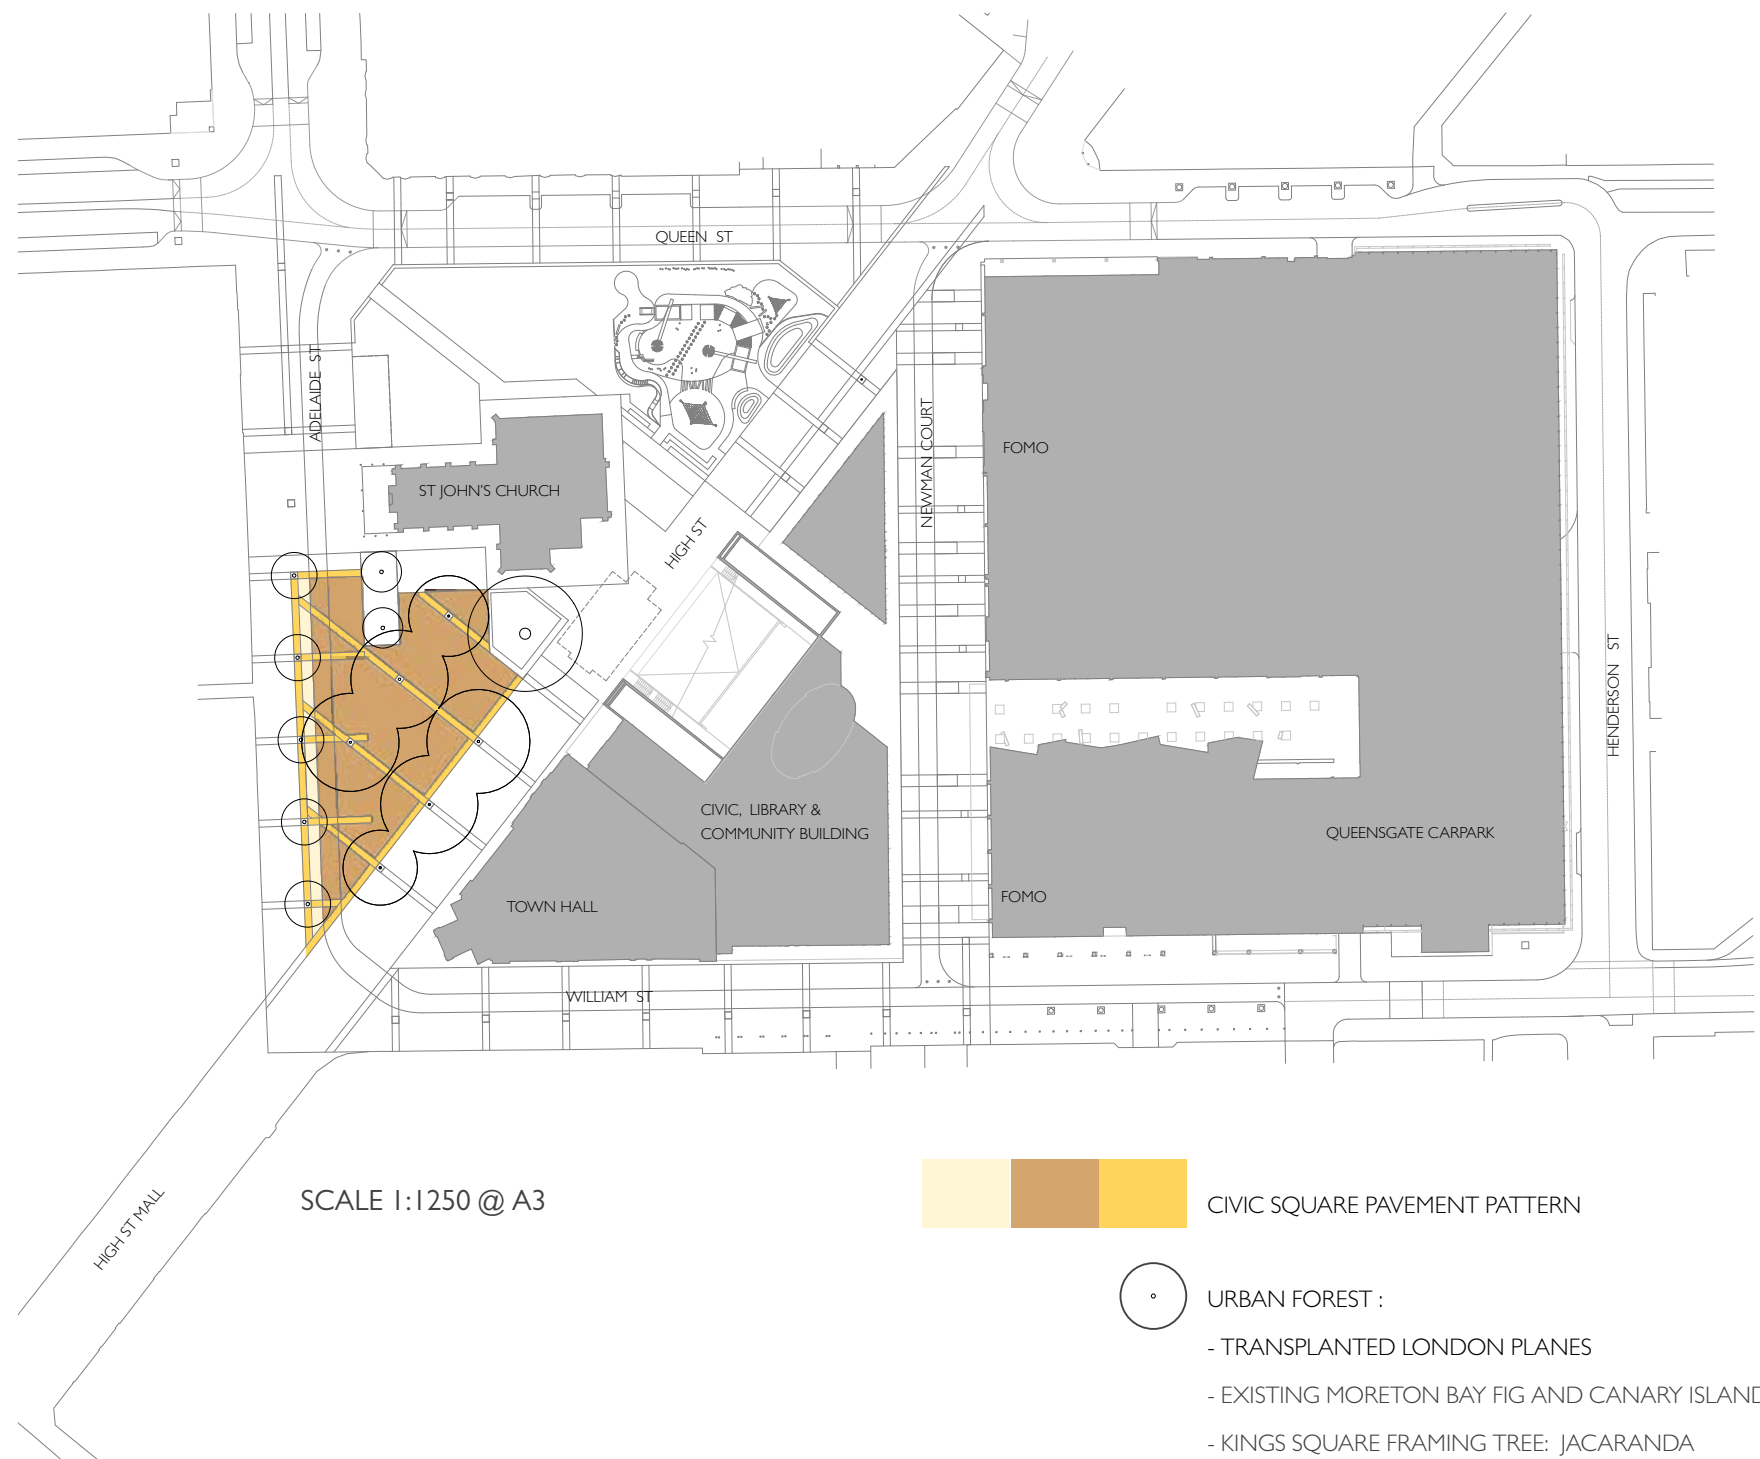 QUEEN ST
ADELAIDE ST
ST JOHN'S CHURCH
HIGH ST
NEWMAN COURT
FOMO
HENDERSON ST
CIVIC, LIBRARY &
COMMUNITY BUILDING
QUEENSGATE CARPARK
TOWN HALL
FOMO
WILLIAM ST
HIGH ST MALL
SCALE 1:1250 @ A3
CIVIC SQUARE PAVEMENT PATTERN
URBAN FOREST :
- TRANSPLANTED LONDON PLANES
- EXISTING MORETON BAY FIG AND CANARY ISLAND
- KINGS SQUARE FRAMING TREE: JACARANDA